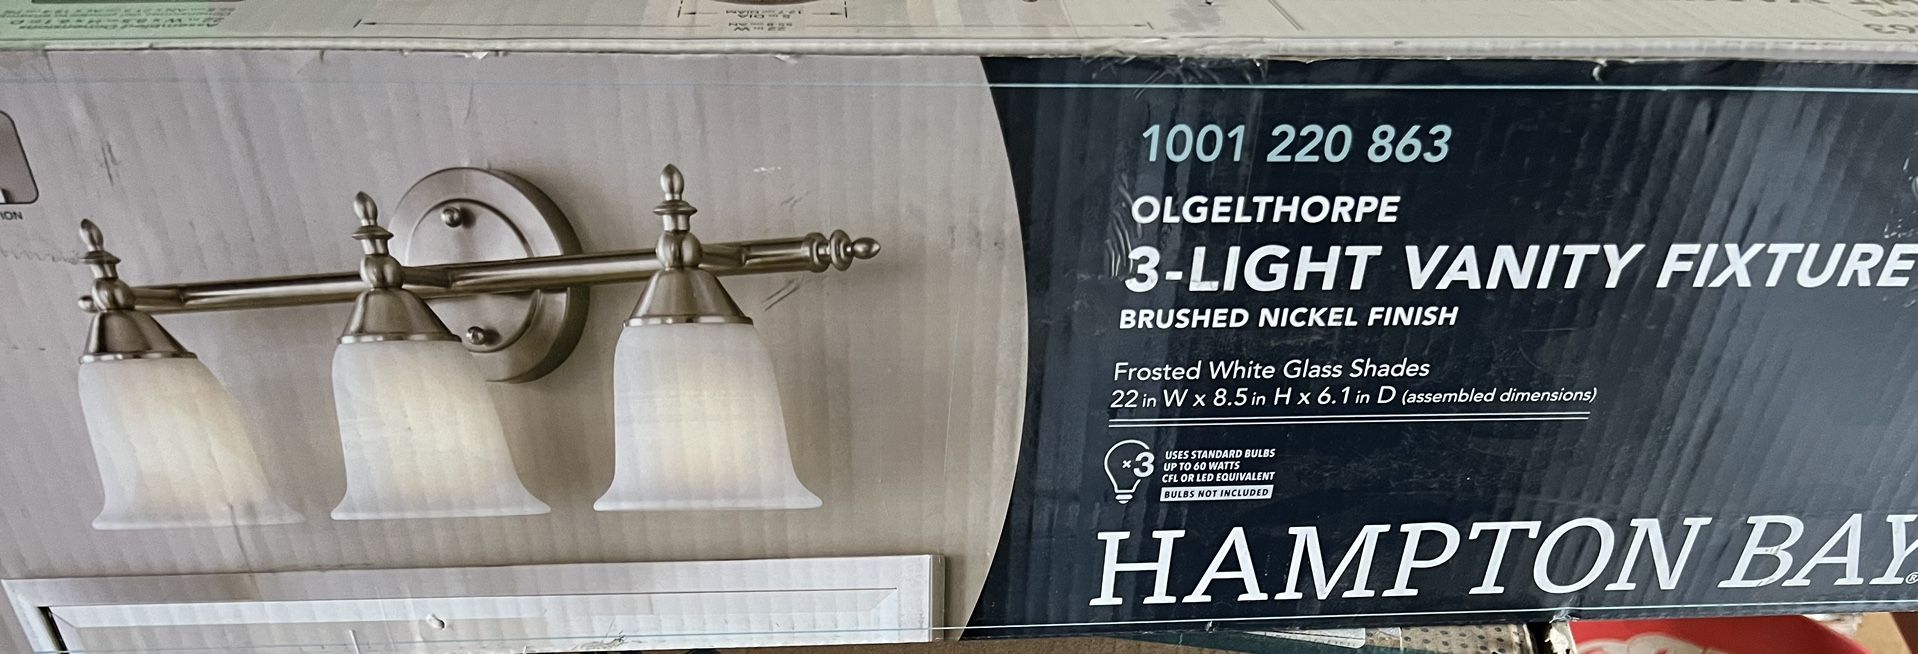 ION
1001 220 863
OLGELTHORPE
3-LIGHT VANITY FIXTURE
BRUSHED NICKEL FINISH
Frosted White Glass Shades
22 in W x 8.5 in H x 6.1 in D (assembled dimensions)
×3
USES STANDARD BULBS
UP TO 60 WATTS
CFL OR LED EQUIVALENT
BULBS NOT INCLUDED
HAMPTON BAY®